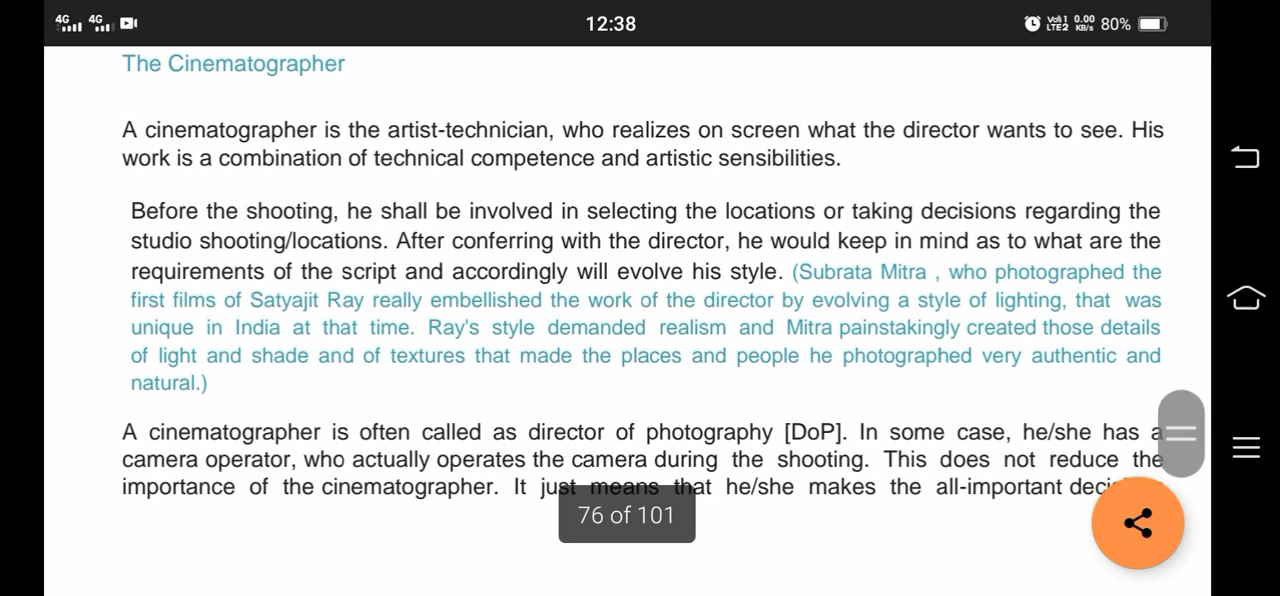 4G 4G 12:38 Vo)) 1 LTE2 0.00 KB/s 80%
The Cinematographer
A cinematographer is the artist-technician, who realizes on screen what the director wants to see. His
work is a combination of technical competence and artistic sensibilities.
Before the shooting, he shall be involved in selecting the locations or taking decisions regarding the
studio shooting/locations. After conferring with the director, he would keep in mind as to what are the
requirements of the script and accordingly will evolve his style. (Subrata Mitra , who photographed the
first films of Satyajit Ray really embellished the work of the director by evolving a style of lighting, that was
unique in India at that time. Ray's style demanded realism and Mitra painstakingly created those details
of light and shade and of textures that made the places and people he photographed very authentic and
natural.)
A cinematographer is often called as director of photography [DoP]. In some case, he/she has a
camera operator, who actually operates the camera during the shooting. This does not reduce the
importance of the cinematographer. It just means that he/she makes the all-important
76 of 101